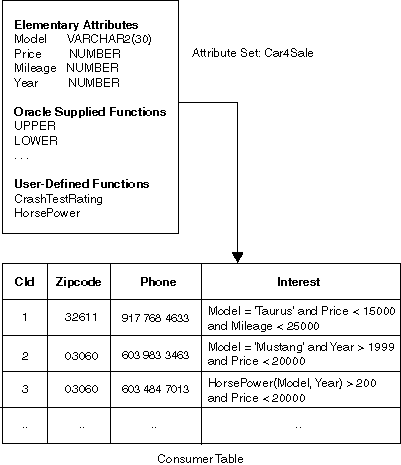 Elementary Attributes
Model VARCHAR2(30)
Price NUMBER
Mileage NUMBER
Year NUMBER
Oracle Supplied Functions
UPPER
LOWER
. . .
User-Defined Functions
CrashTestRating
HorsePower
Attribute Set: Car4Sale
CId Zipcode Phone Interest
1 32611 917 768 4633 Model = 'Taurus' and Price < 15000
and Mileage < 25000
2 03060 603 983 3463 Model = 'Mustang' and Year > 1999
and Price < 20000
3 03060 603 484 7013 HorsePower(Model, Year) > 200
and Price < 20000
.. .. .. ..
Consumer Table